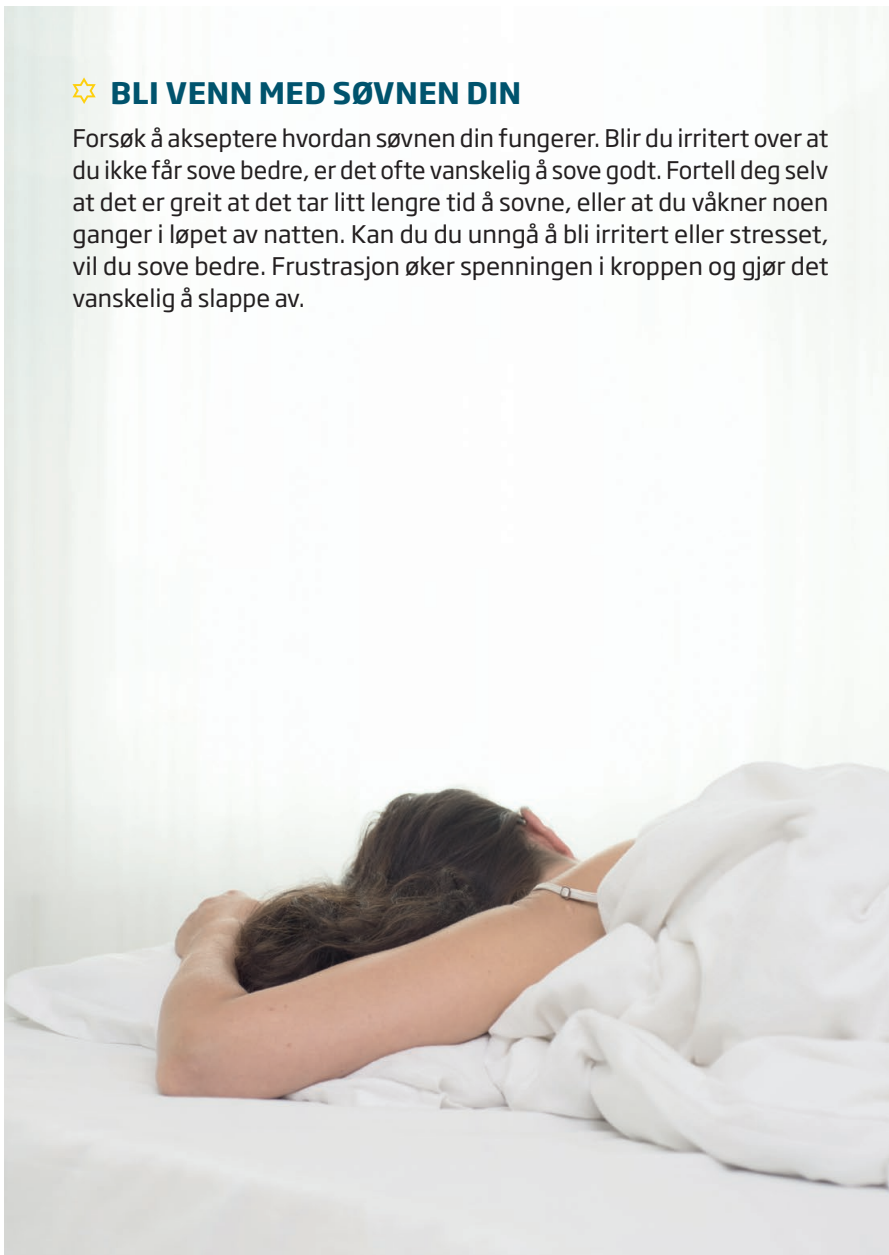 BLI VENN MED SØVNEN DIN
Forsøk å akseptere hvordan søvnen din fungerer. Blir du irritert over at
du ikke får sove bedre, er det ofte vanskelig å sove godt. Fortell deg selv
at det er greit at det tar litt lengre tid å sovne, eller at du våkner noen
ganger i løpet av natten. Kan du du unngå å bli irritert eller stresset,
vil du sove bedre. Frustrasjon øker spenningen i kroppen og gjør det
vanskelig å slappe av.